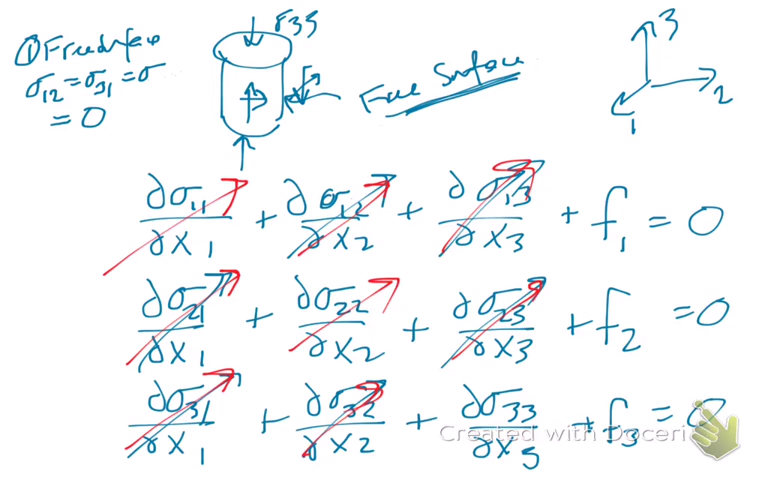 ① Free surface
σ33
σ12 = σ31 = σ
= 0
Free Surface
3
2
1
∂σ11/∂x1 + ∂σ12/∂x2 + ∂σ13/∂x3 + f1 = 0
∂σ21/∂x1 + ∂σ22/∂x2 + ∂σ23/∂x3 + f2 = 0
∂σ31/∂x1 + ∂σ32/∂x2 + ∂σ33/∂x3 + f3 = 0
Created with Doceri